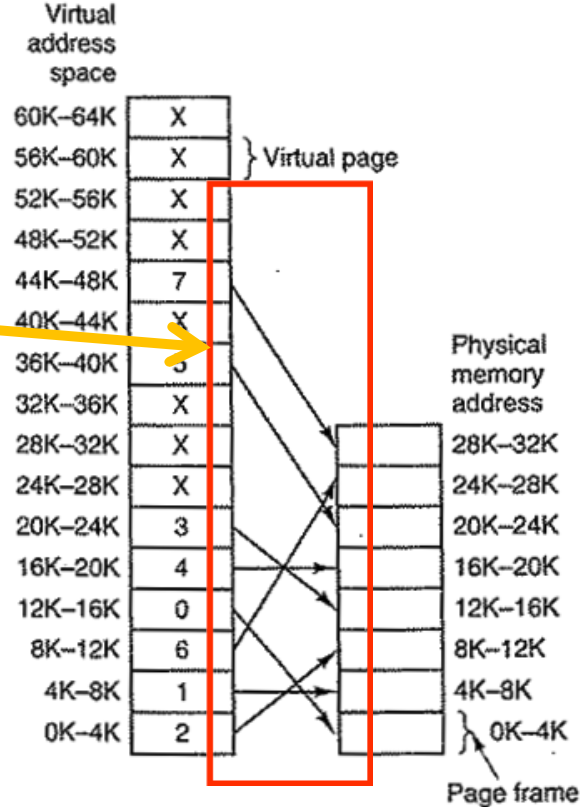 Virtual
address
space
60K–64K X
56K–60K X } Virtual page
52K–56K X
48K–52K X
44K–48K 7
40K–44K X
36K–40K 5
32K–36K X
28K–32K X
24K–28K X
20K–24K 3
16K–20K 4
12K–16K 0
8K–12K 6
4K–8K 1
0K–4K 2
Physical
memory
address
28K–32K
24K–28K
20K–24K
16K–20K
12K–16K
8K–12K
4K–8K
} 0K–4K
Page frame